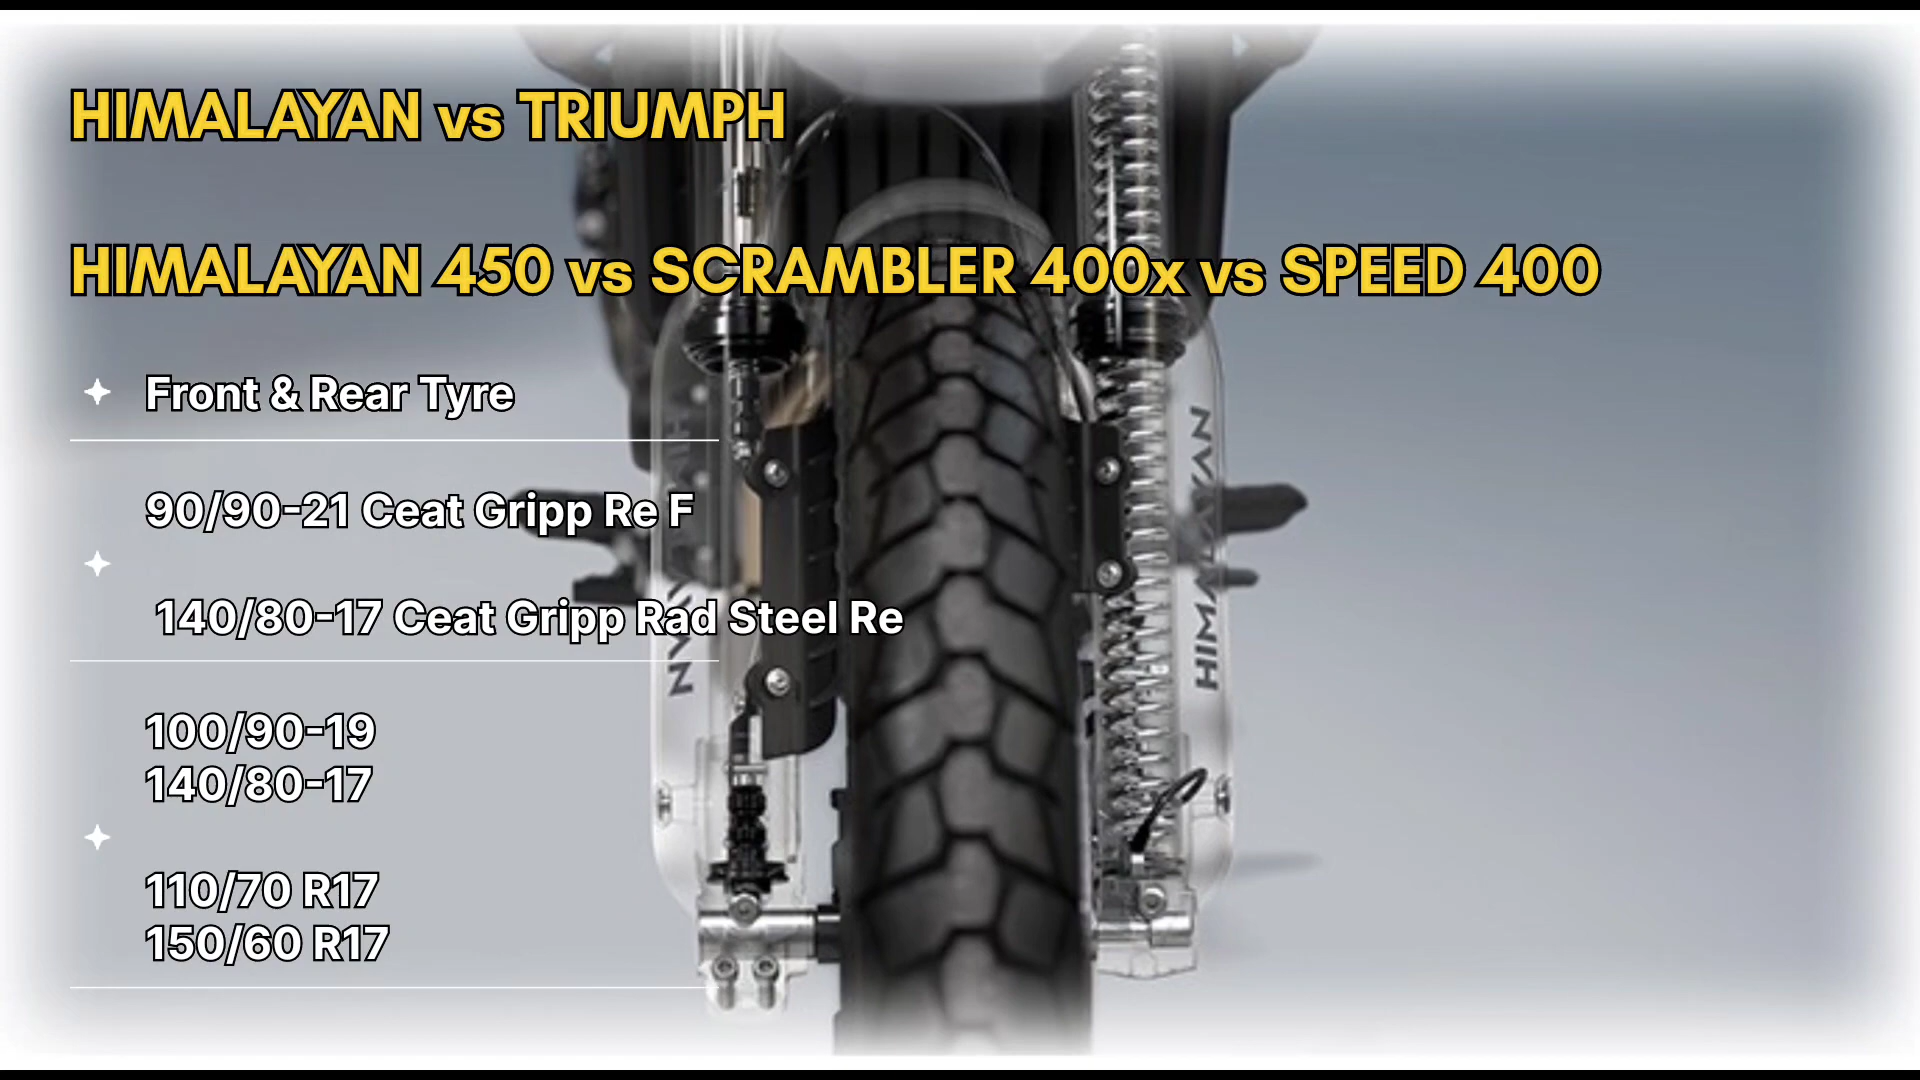 HIMALAYAN vs TRIUMPH
HIMALAYAN 450 vs SCRAMBLER 400x vs SPEED 400
Front & Rear Tyre
90/90-21 Ceat Gripp Re F
140/80-17 Ceat Gripp Rad Steel Re
100/90-19
140/80-17
110/70 R17
150/60 R17
HIMALAYAN